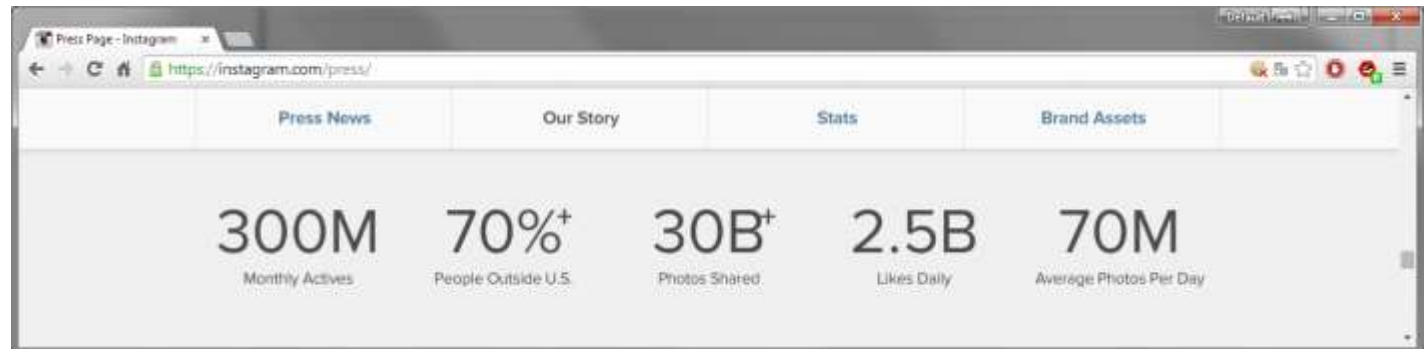 Press Page - Instagram
https://instagram.com/press/
Press News Our Story Stats Brand Assets
300M 70%+ 30B+ 2.5B 70M
Monthly Actives People Outside U.S. Photos Shared Likes Daily Average Photos Per Day